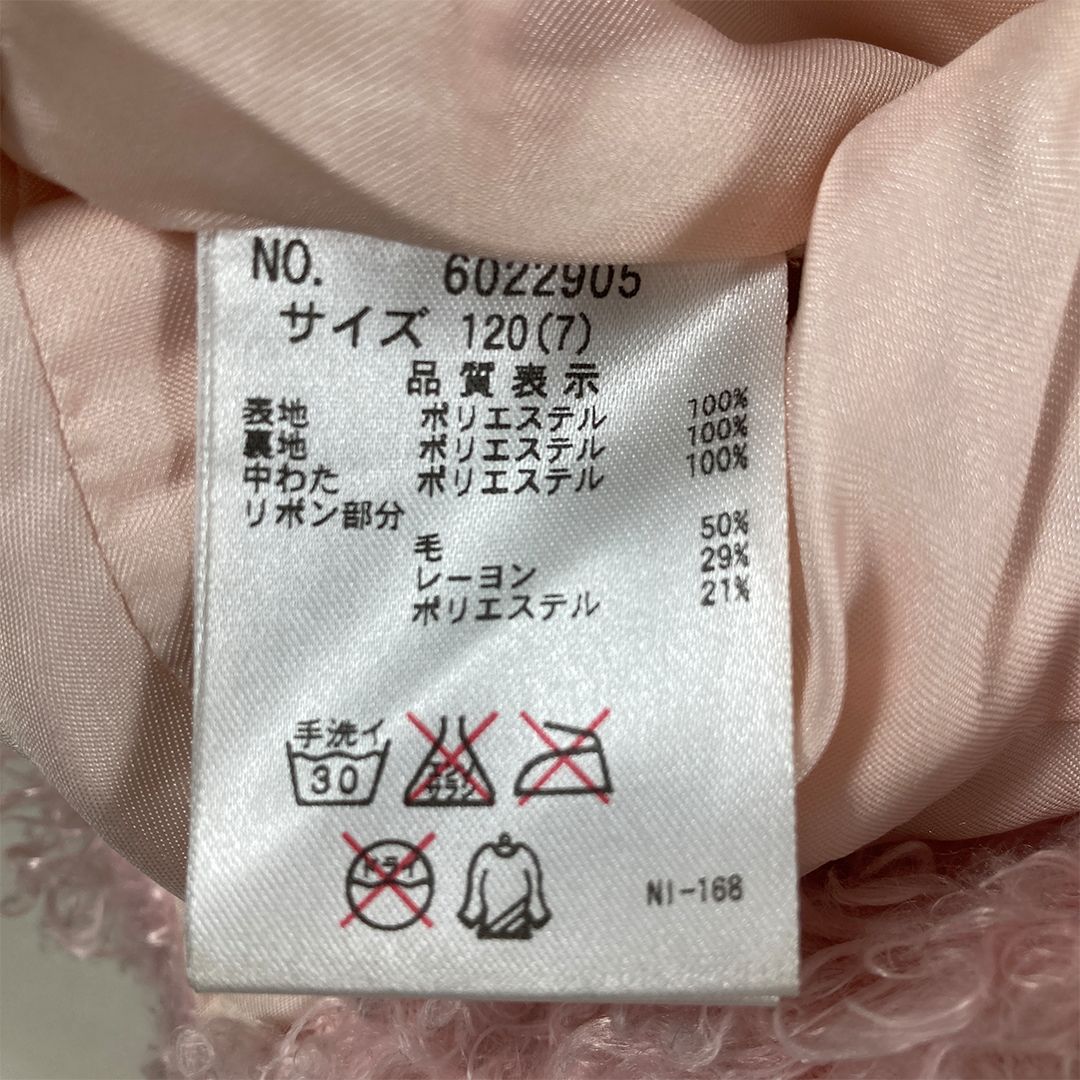 NO. 6022905
サイズ 120(7)
品質表示
表地 ポリエステル 100%
裏地 ポリエステル 100%
中わた ポリエステル 100%
リボン部分
毛 50%
レーヨン 29%
ポリエステル 21%
手洗イ
30
エンソ
サラシ
ドライ
NI-168